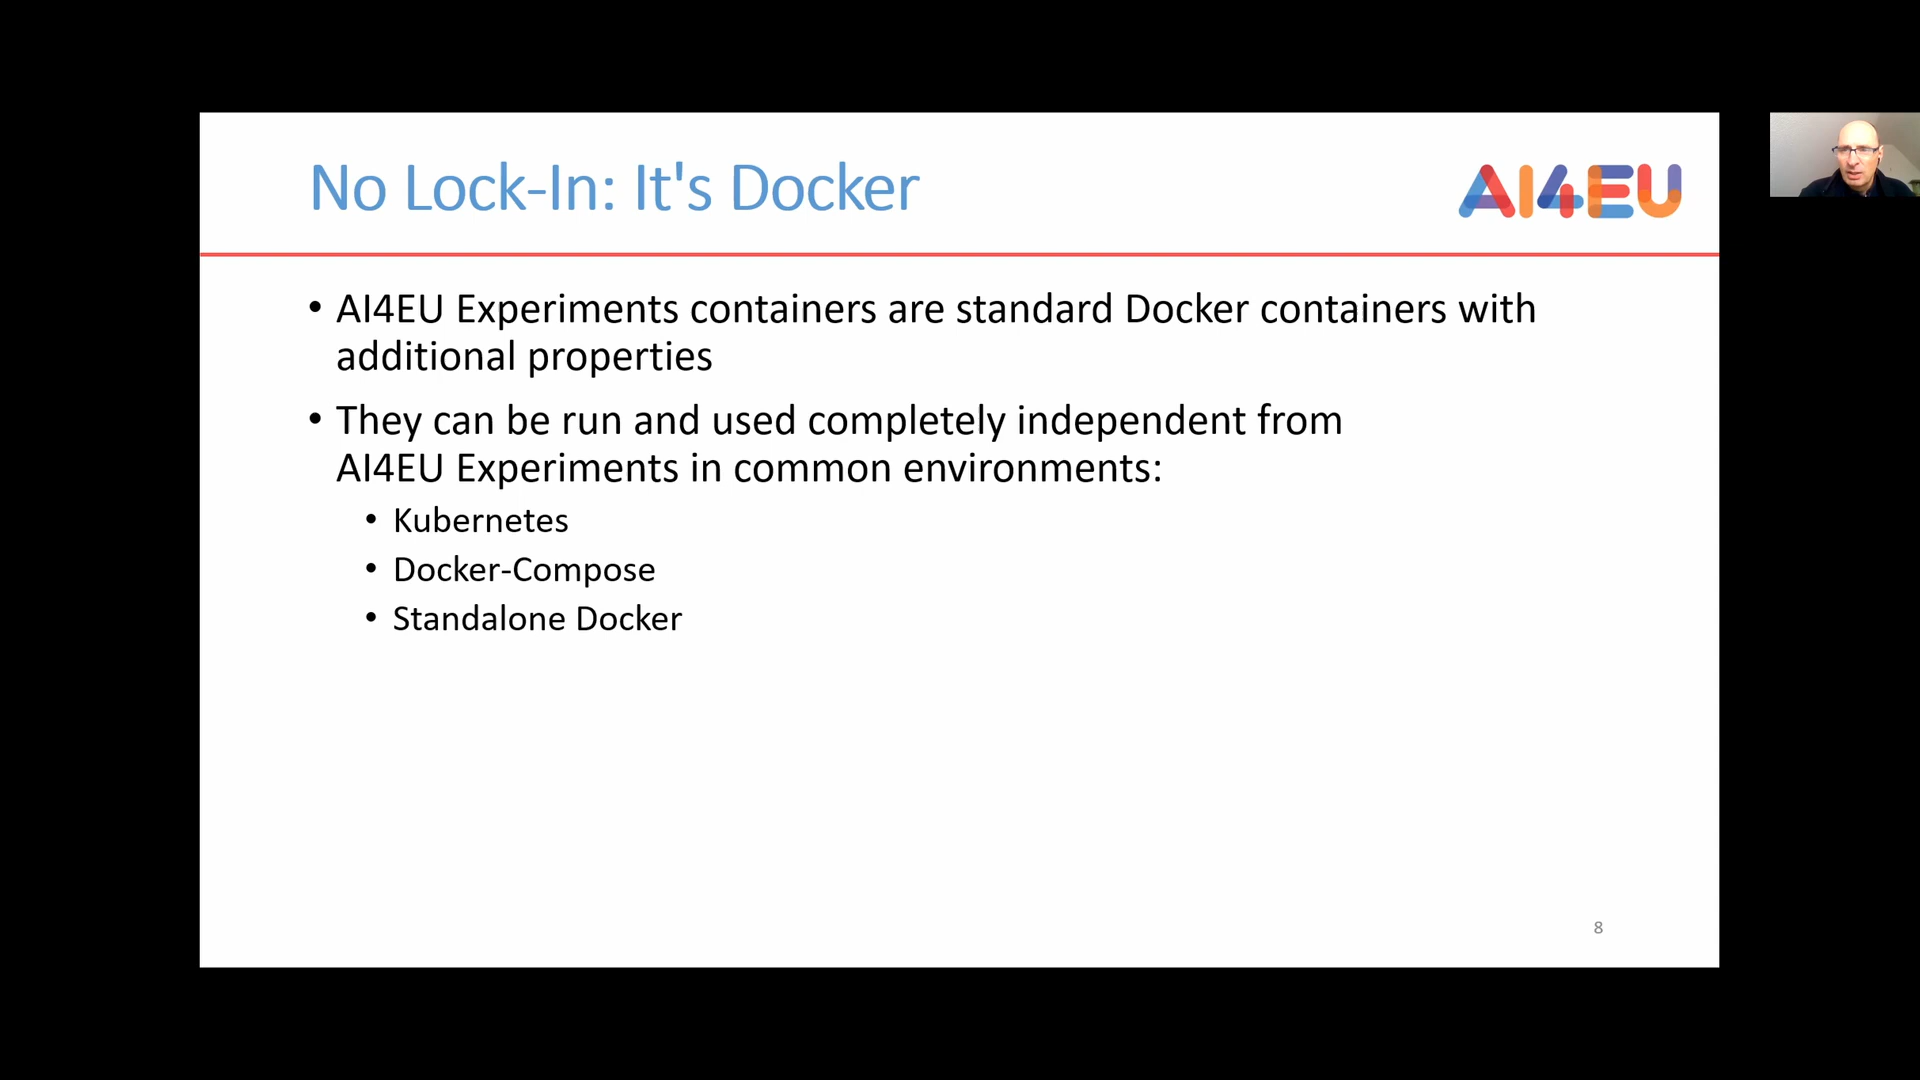 No Lock-In: It's Docker
AI4EU
• AI4EU Experiments containers are standard Docker containers with
additional properties
• They can be run and used completely independent from
AI4EU Experiments in common environments:
• Kubernetes
• Docker-Compose
• Standalone Docker
8